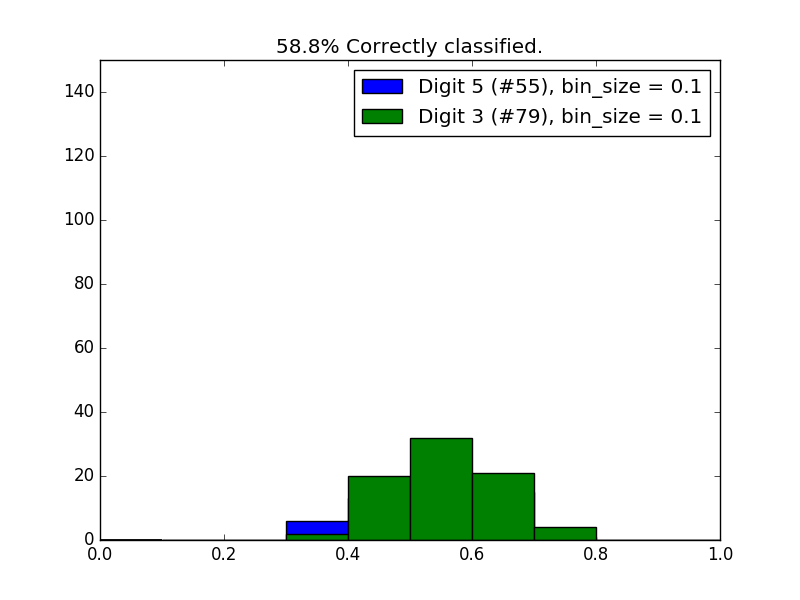 58.8% Correctly classified.
Digit 5 (#55), bin_size = 0.1
Digit 3 (#79), bin_size = 0.1
140
120
100
80
60
40
20
0
0.0 0.2 0.4 0.6 0.8 1.0